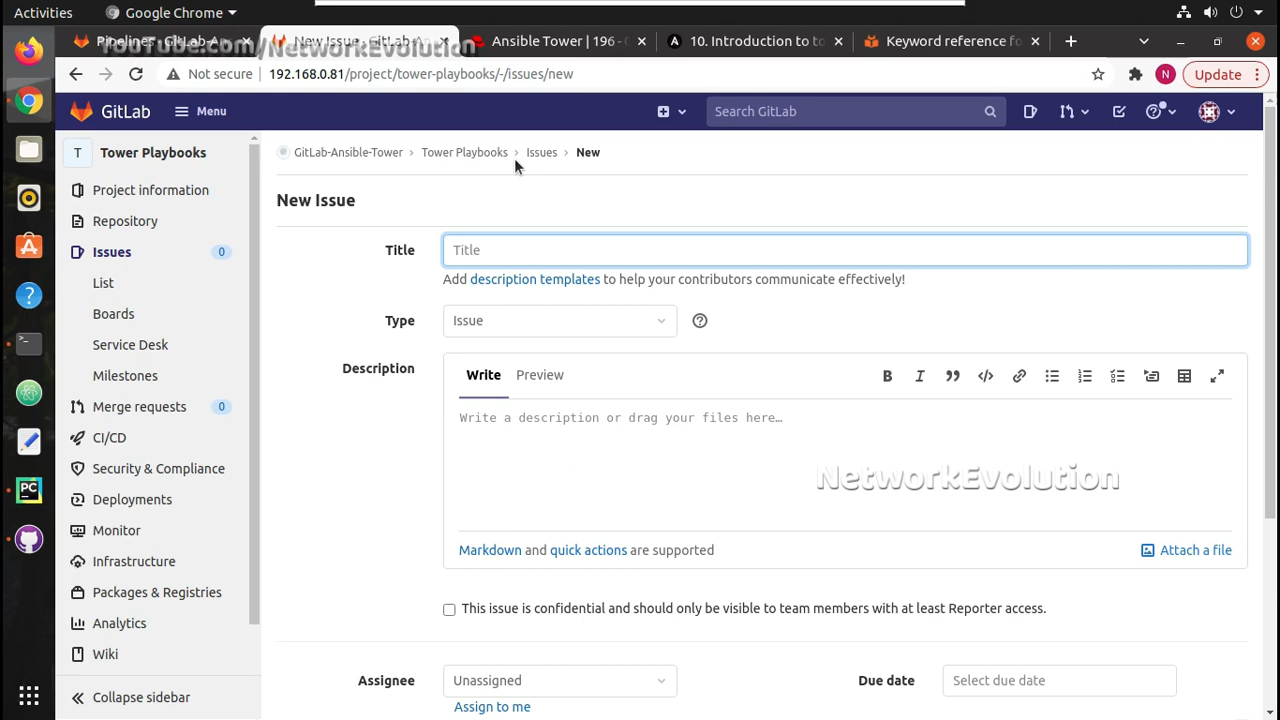 Activities Google Chrome
Pipelines · GitLab-An
New Issue · GitLab-An
Ansible Tower | 196 -
10. Introduction to to
Keyword reference fo
YouTube.com/NetworkEvolution
Not secure 192.168.0.81/project/tower-playbooks/-/issues/new
N
Update
GitLab Menu
Search GitLab
T Tower Playbooks
Project information
Repository
Issues 0
List
Boards
Service Desk
Milestones
Merge requests 0
CI/CD
Security & Compliance
Deployments
Monitor
Infrastructure
Packages & Registries
Analytics
Wiki
Collapse sidebar
GitLab-Ansible-Tower › Tower Playbooks › Issues › New
New Issue
Title
Title
Add description templates to help your contributors communicate effectively!
Type
Issue
Description
Write Preview
Write a description or drag your files here…
NetworkEvolution
Markdown and quick actions are supported
Attach a file
This issue is confidential and should only be visible to team members with at least Reporter access.
Assignee
Unassigned
Assign to me
Due date
Select due date